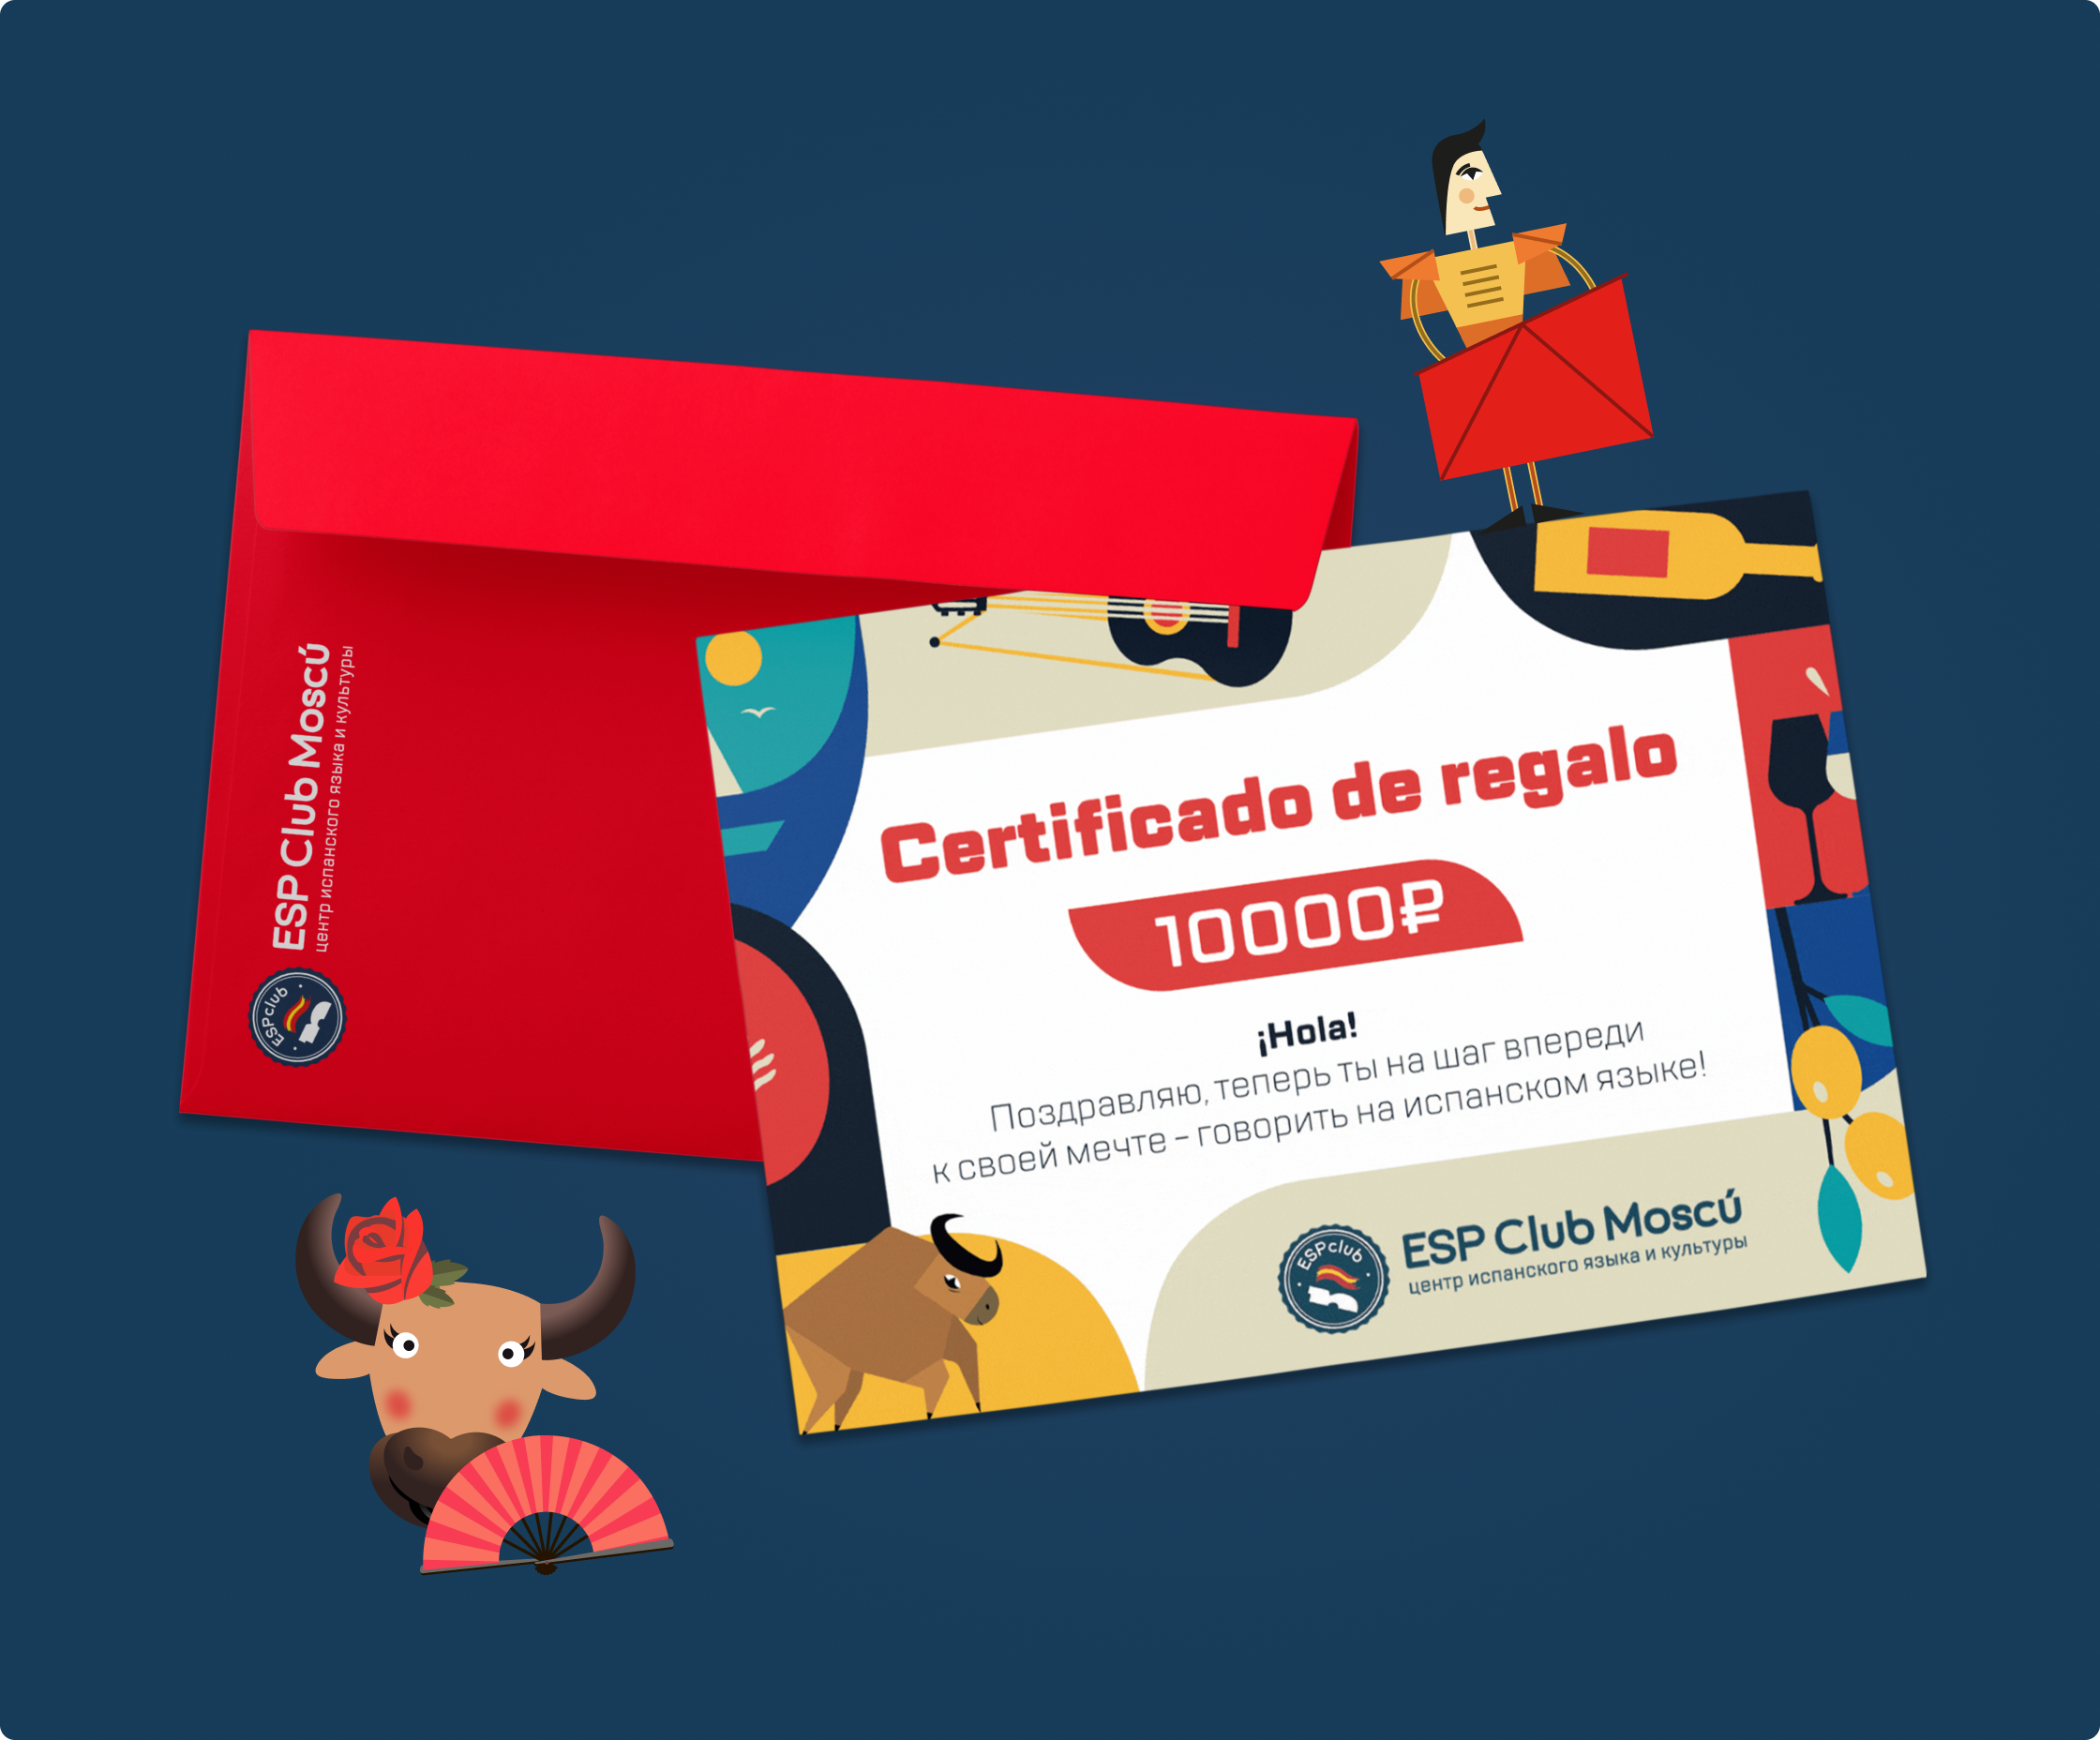 ESP Club Moscú
центр испанского языка и культуры
ESPclub
Certificado de regalo
10000₽
¡Hola!
Поздравляю, теперь ты на шаг впереди
к своей мечте – говорить на испанском языке!
ESPclub
ESP Club Moscú
центр испанского языка и культуры